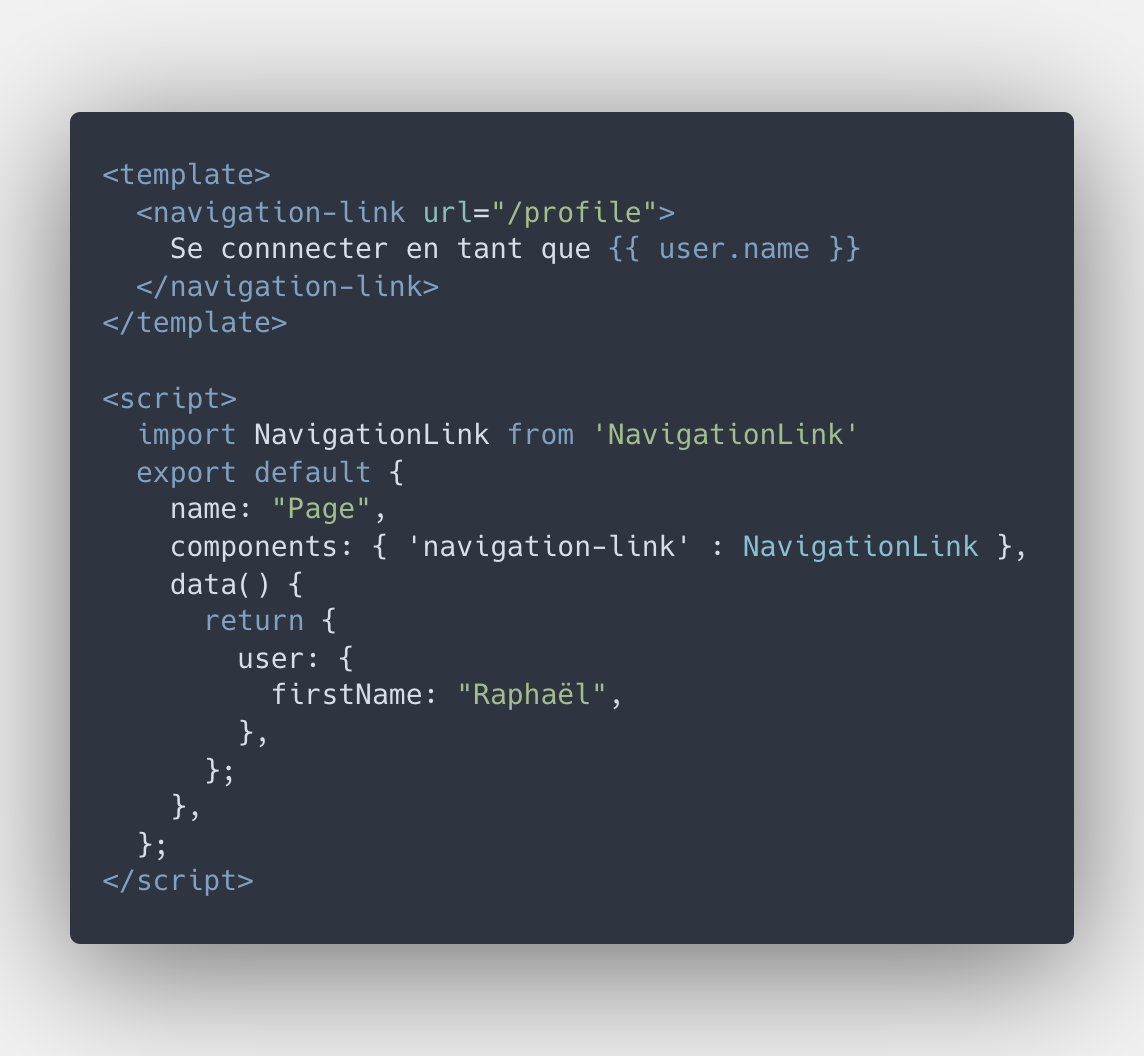 <template>
  <navigation-link url="/profile">
    Se connnecter en tant que {{ user.name }}
  </navigation-link>
</template>

<script>
  import NavigationLink from 'NavigationLink'
  export default {
    name: "Page",
    components: { 'navigation-link' : NavigationLink },
    data() {
      return {
        user: {
          firstName: "Raphaël",
        },
      };
    },
  };
</script>